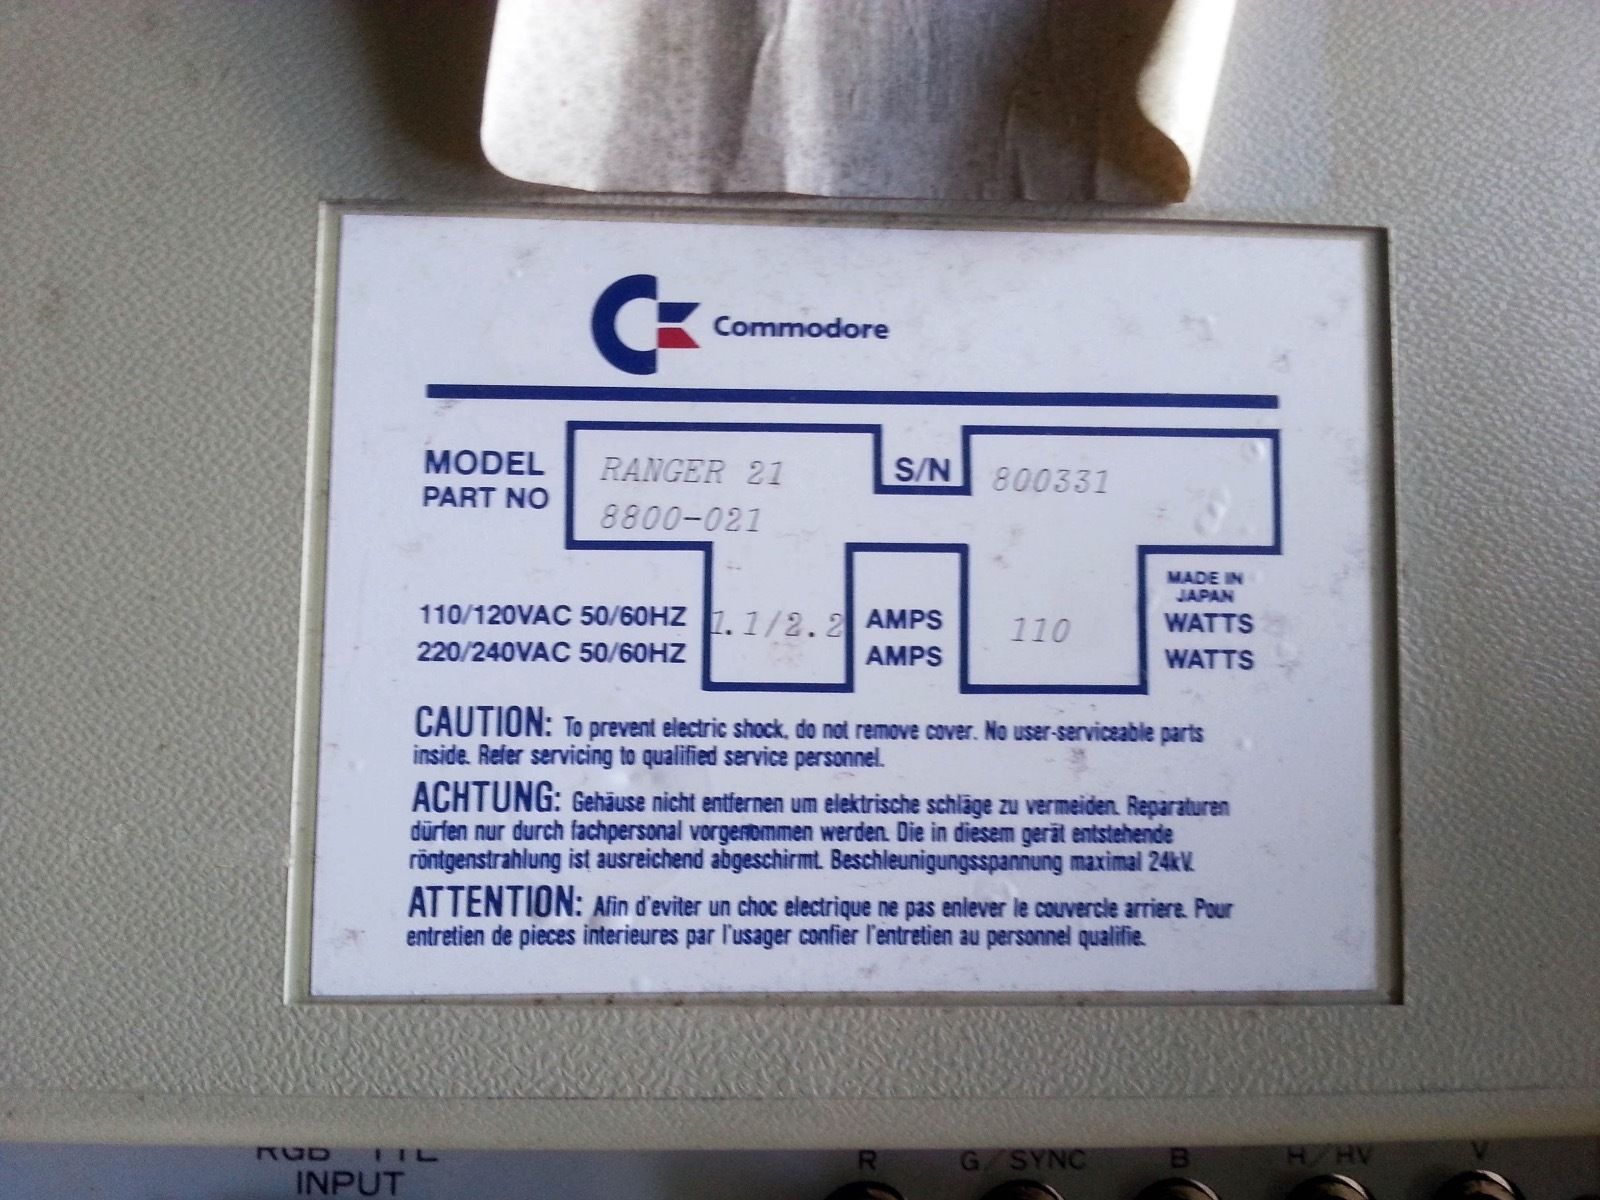 Commodore
MODEL RANGER 21 S/N 800331
PART NO 8800-021
MADE IN
JAPAN
110/120VAC 50/60HZ 1.1/2.2 AMPS 110 WATTS
220/240VAC 50/60HZ AMPS WATTS
CAUTION: To prevent electric shock, do not remove cover. No user-serviceable parts
inside. Refer servicing to qualified service personnel.
ACHTUNG: Gehäuse nicht entfernen um elektrische schläge zu vermeiden. Reparaturen
dürfen nur durch fachpersonal vorgenommen werden. Die in diesem gerät entstehende
röntgenstrahlung ist ausreichend abgeschirmt. Beschleunigungsspannung maximal 24kV.
ATTENTION: Afin d'eviter un choc electrique ne pas enlever le couvercle arriere. Pour
entretien de pieces interieures par l'usager confier l'entretien au personnel qualifie.
RGB TTL
INPUT
R G/SYNC B H/HV V